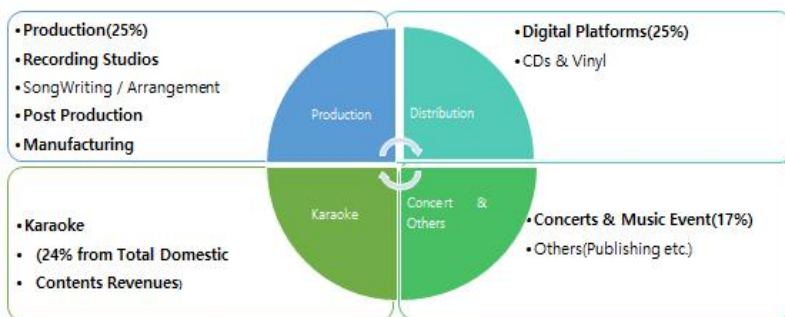 •Production(25%)
•Recording Studios
•SongWriting / Arrangement
•Post Production
•Manufacturing
Production
Distribution
•Digital Platforms(25%)
•CDs & Vinyl
•Karaoke
• (24% from Total Domestic
• Contents Revenues)
Karaoke
Concert &
Others
•Concerts & Music Event(17%)
•Others(Publishing etc.)